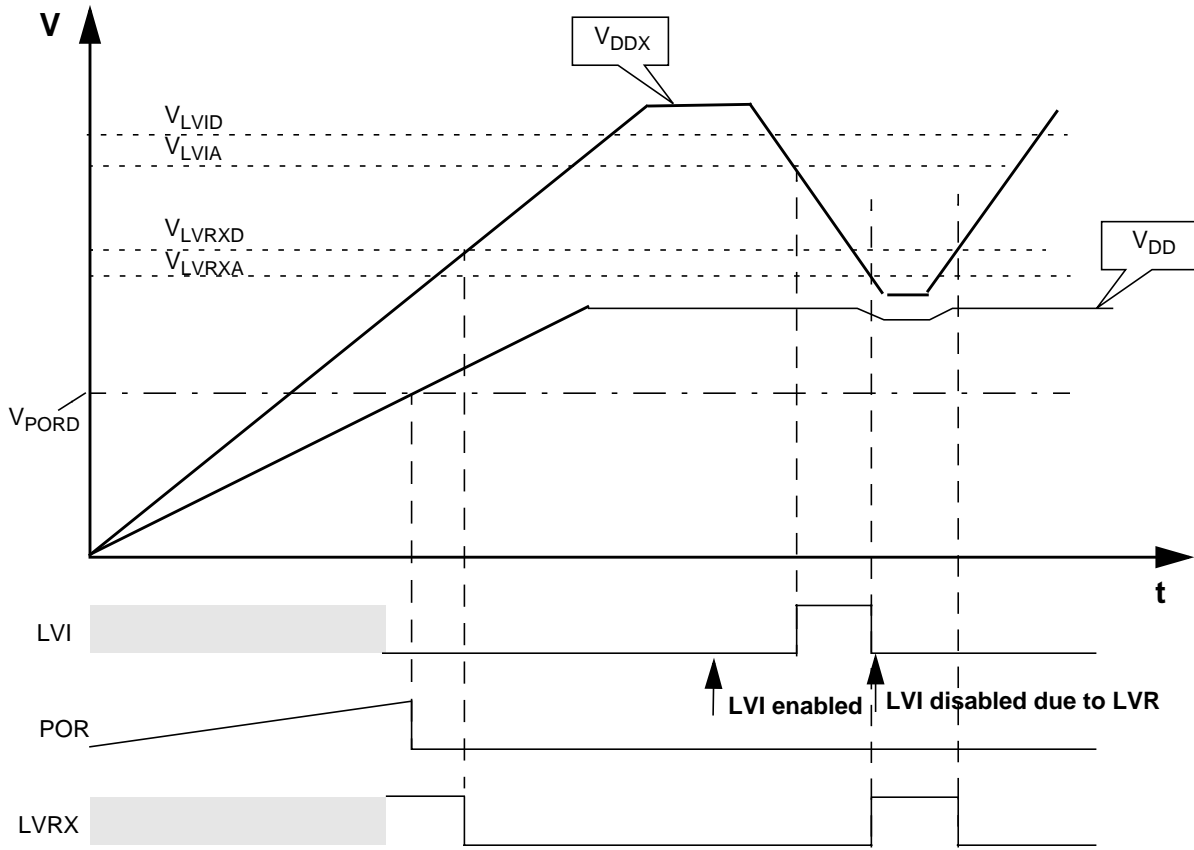 V
VDDX
VLVID
VLVIA
VLVRXD
VLVRXA
VDD
VPORD
t
LVI
LVI enabled
LVI disabled due to LVR
POR
LVRX